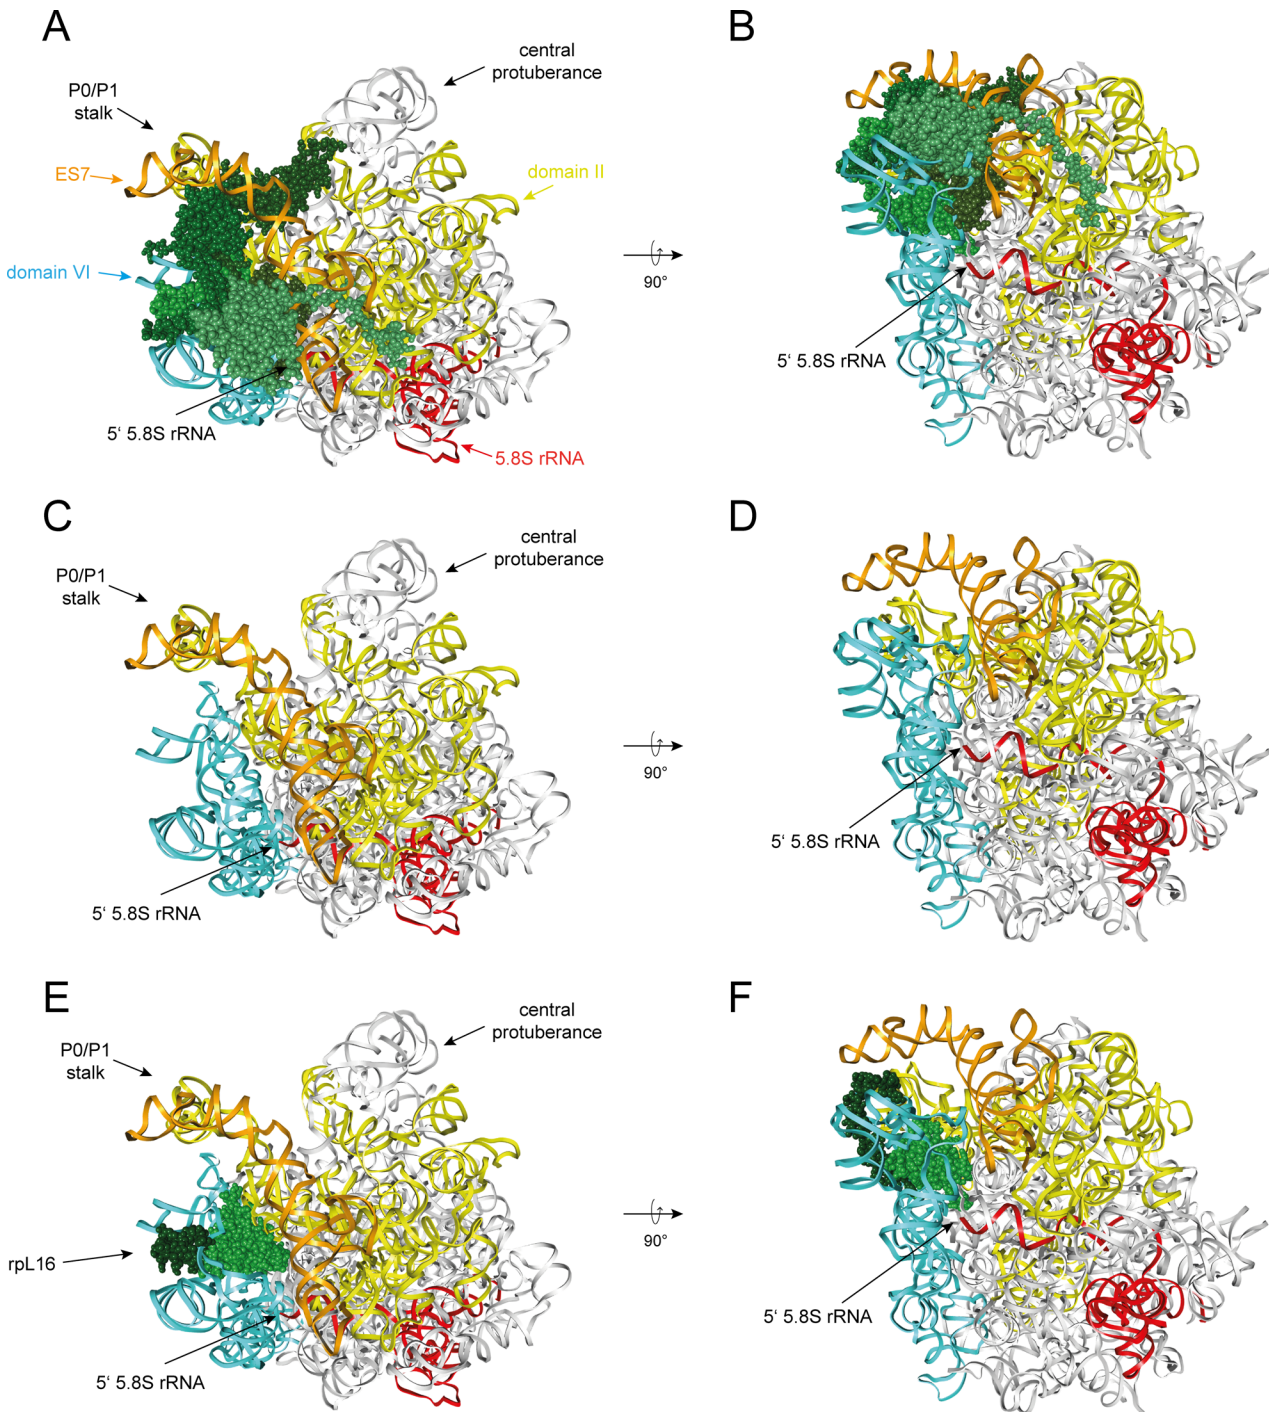 A
central
protuberance
P0/P1
stalk
ES7
domain II
domain VI
5‘ 5.8S rRNA
5.8S rRNA
90°
B
5‘ 5.8S rRNA
C
central
protuberance
P0/P1
stalk
5‘ 5.8S rRNA
90°
D
5‘ 5.8S rRNA
E
central
protuberance
P0/P1
stalk
rpL16
5‘ 5.8S rRNA
90°
F
5‘ 5.8S rRNA